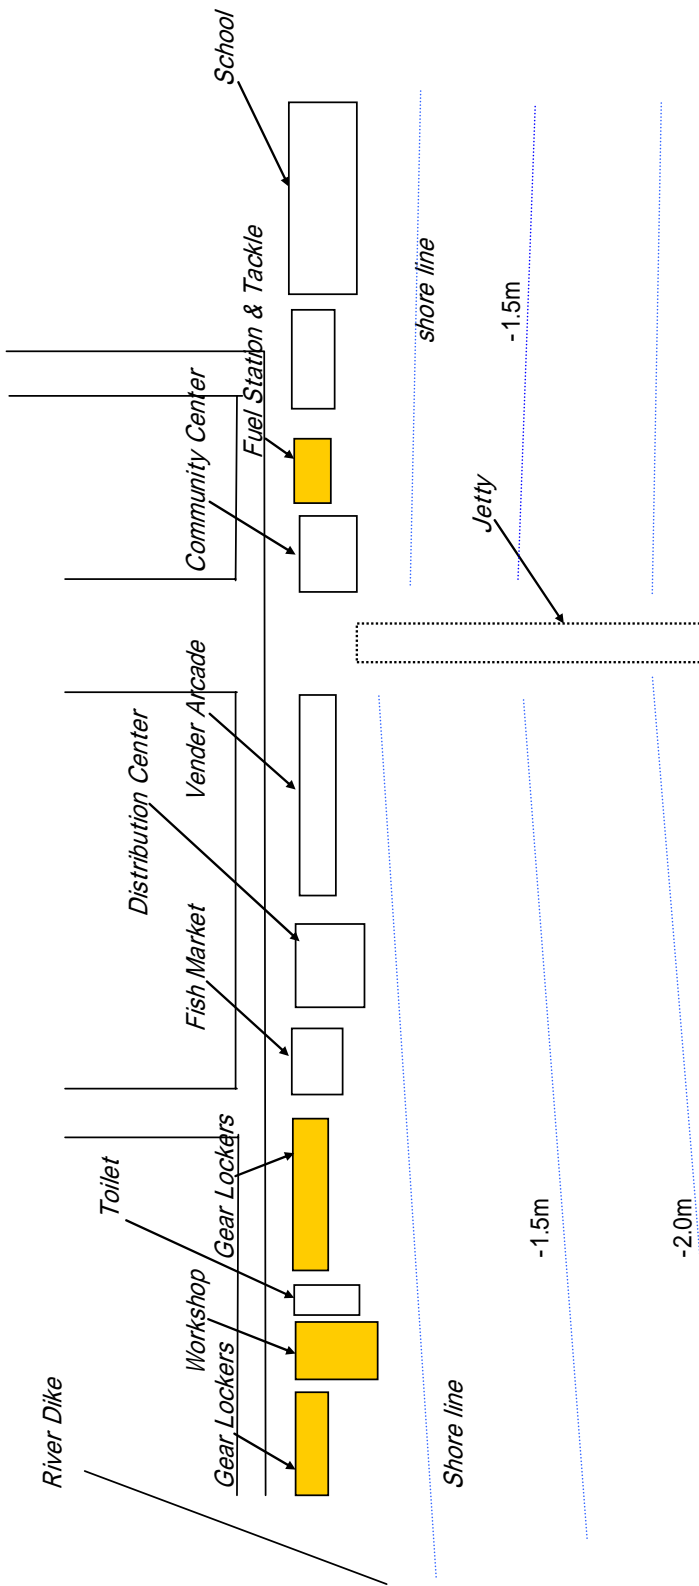 River Dike
Gear Lockers
Workshop
Toilet
Gear Lockers
Fish Market
Distribution Center
Vender Arcade
Community Center
Fuel Station & Tackle
School
Shore line
shore line
Jetty
-1.5m
-1.5m
-2.0m